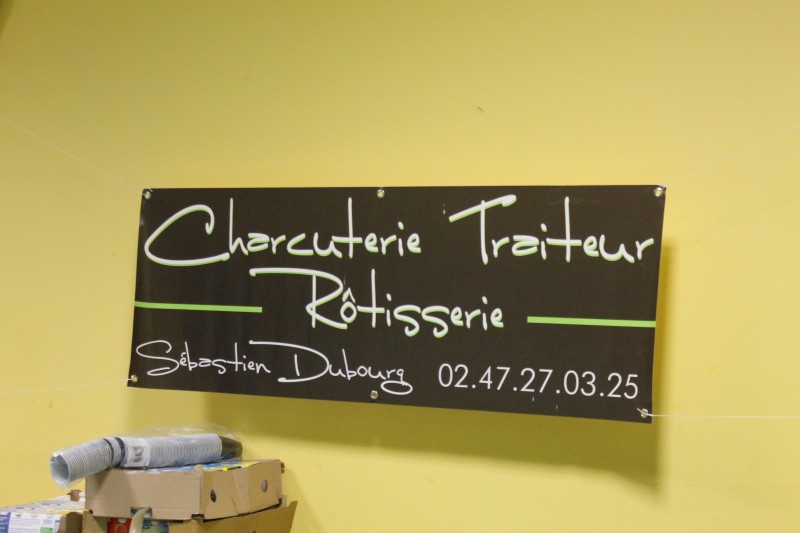 Charcuterie Traiteur
Rôtisserie
Sébastien Dubourg 02.47.27.03.25